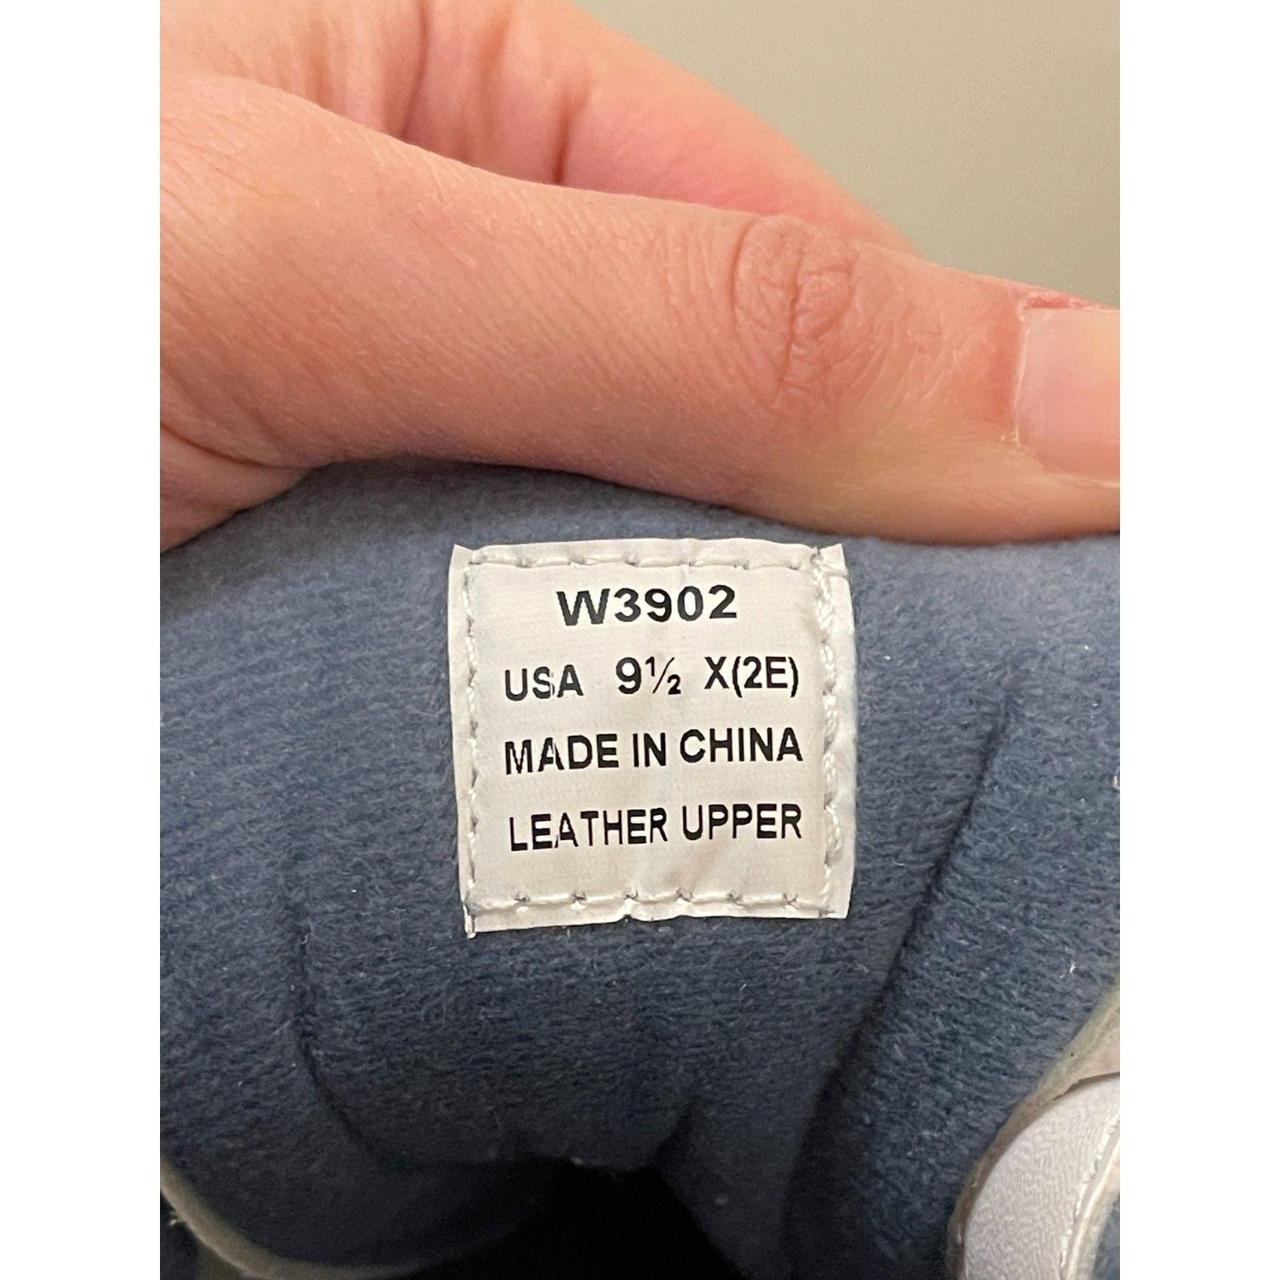 W3902
USA 9½ X(2E)
MADE IN CHINA
LEATHER UPPER